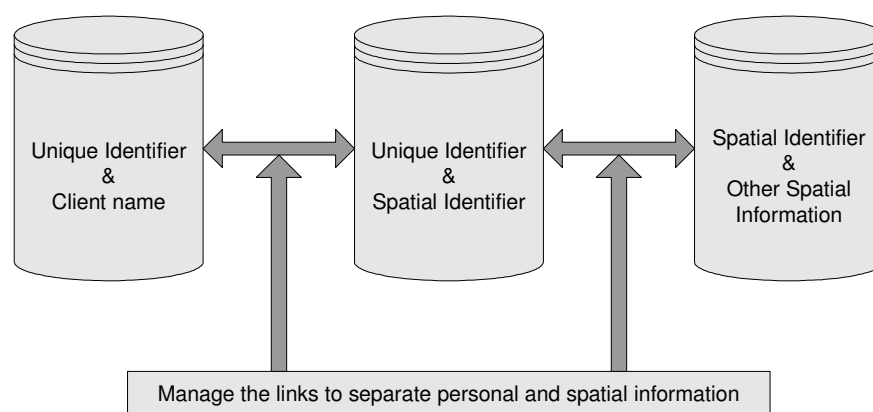 Unique Identifier
&
Client name
Unique Identifier
&
Spatial Identifier
Spatial Identifier
&
Other Spatial
Information
Manage the links to separate personal and spatial information